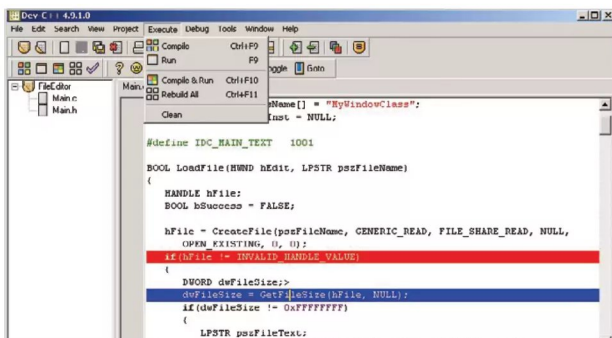 Dev C++ 4.9.1.0
File Edit Search View Project Execute Debug Tools Window Help
Compile Ctrl+F9
Run F9
Compile & Run Ctrl+F10
Rebuild All Ctrl+F11
Clean
oggle Goto
FileEditor
Main.c
Main.h
Main.
Name[] = "MyWindowClass";
Inst = NULL;
#define IDC_MAIN_TEXT 1001
BOOL LoadFile(HWND hEdit, LPSTR pszFileName)
{
HANDLE hFile;
BOOL bSuccess = FALSE;
hFile = CreateFile(pszFileName, GENERIC_READ, FILE_SHARE_READ, NULL,
OPEN_EXISTING, 0, 0);
if(hFile != INVALID_HANDLE_VALUE)
{
DWORD dwFileSize;>
dwFileSize = GetFileSize(hFile, NULL);
if(dwFileSize != 0xFFFFFFFF)
{
LPSTR pszFileText;